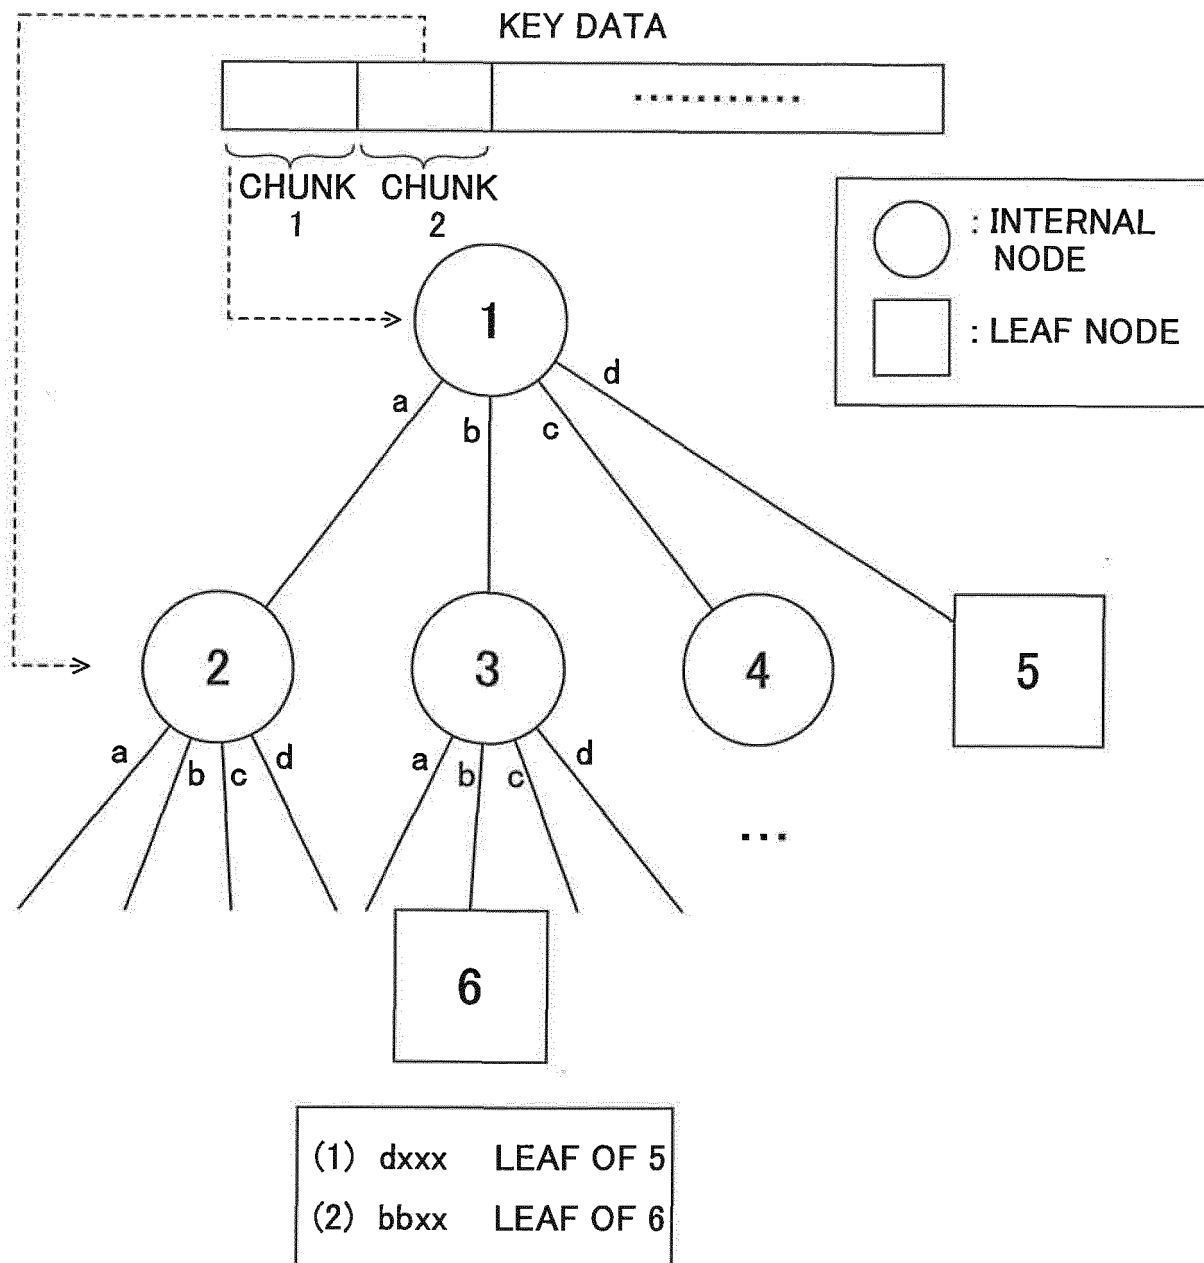 KEY DATA
CHUNK CHUNK
1 2
: INTERNAL
NODE
: LEAF NODE
1
a b c d
2 3 4 5
a b c d a b c d
...
6
(1) dxxx LEAF OF 5
(2) bbxx LEAF OF 6